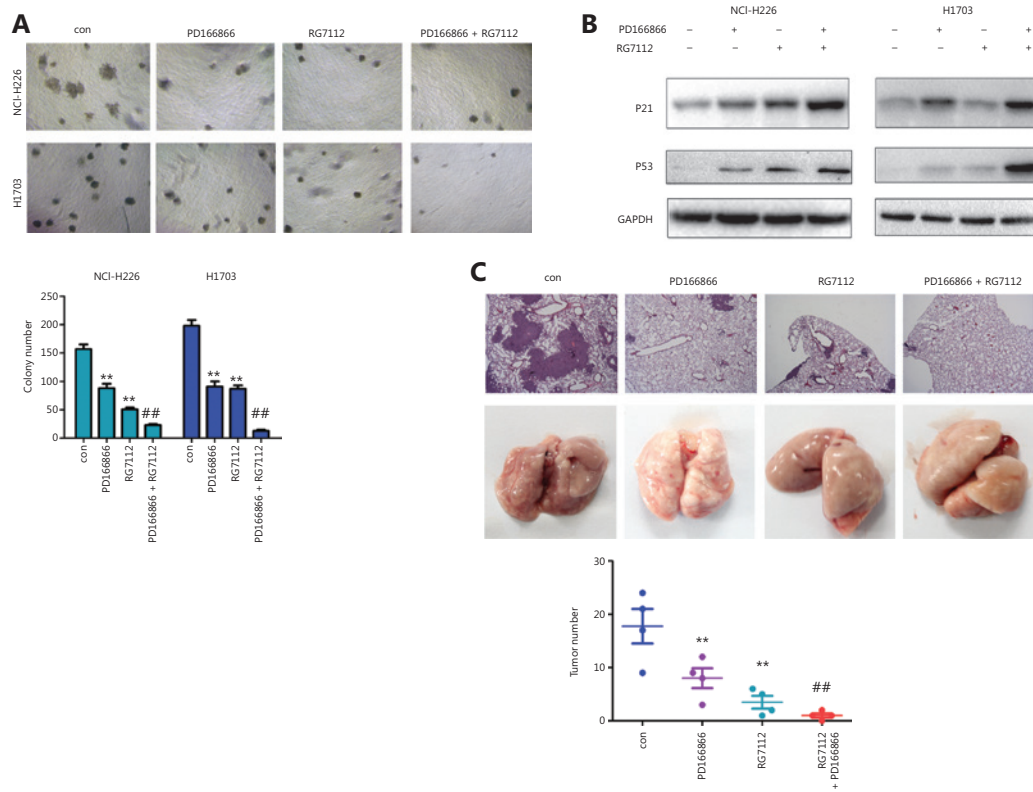 A
con
PD166866
RG7112
PD166866 + RG7112
NCI-H226
H1703
NCI-H226
H1703
250
200
150
100
50
0
Colony number
**
**
##
**
**
##
con
PD166866
RG7112
PD166866 + RG7112
con
PD166866
RG7112
PD166866 + RG7112
B
NCI-H226
H1703
PD166866 – + – + – + – +
RG7112 – – + + – – + +
P21
P53
GAPDH
C
con
PD166866
RG7112
PD166866 + RG7112
30
20
10
0
Tumor number
**
**
##
con
PD166866
RG7112
RG7112
+ PD166866